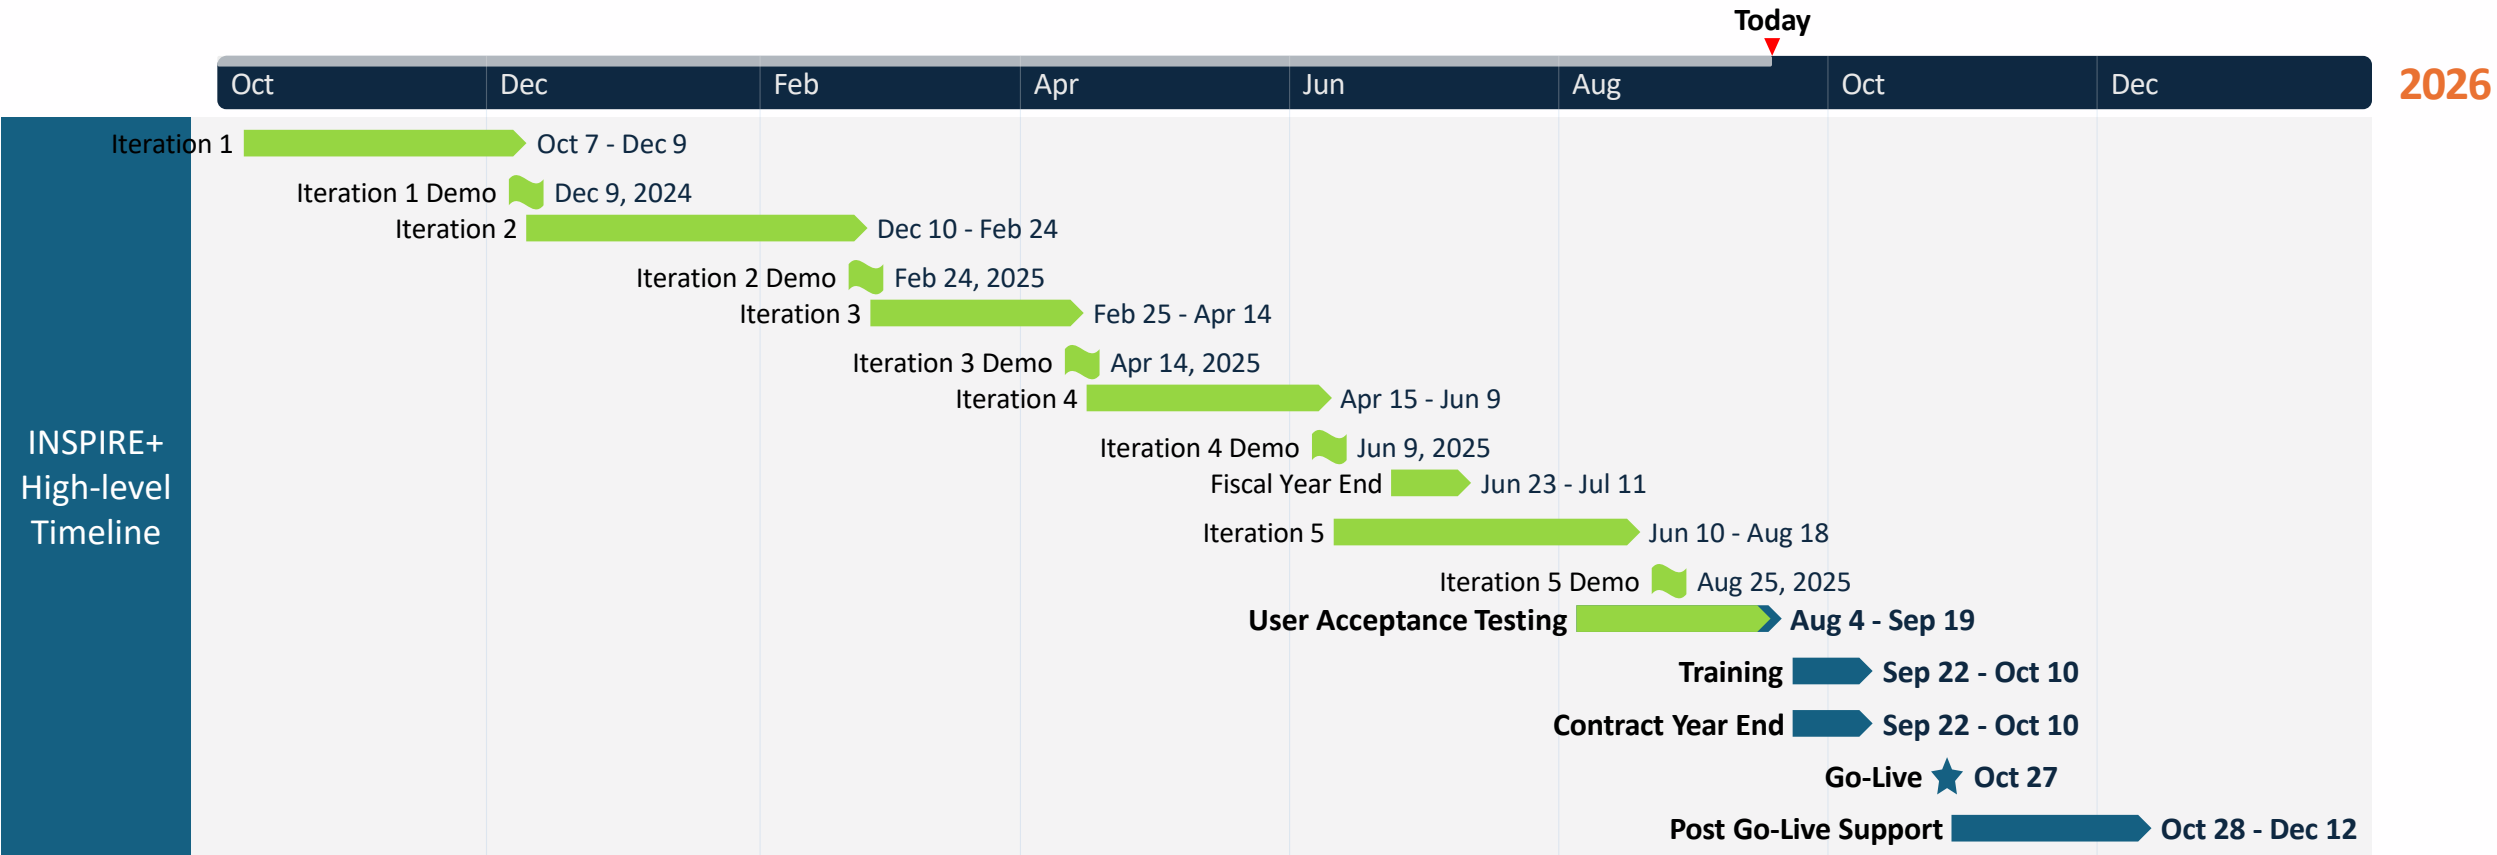 Today
Oct Dec Feb Apr Jun Aug Oct Dec 2026
Iteration 1 Oct 7 - Dec 9
Iteration 1 Demo Dec 9, 2024
Iteration 2 Dec 10 - Feb 24
Iteration 2 Demo Feb 24, 2025
Iteration 3 Feb 25 - Apr 14
Iteration 3 Demo Apr 14, 2025
Iteration 4 Apr 15 - Jun 9
INSPIRE+
High-level
Timeline
Iteration 4 Demo Jun 9, 2025
Fiscal Year End Jun 23 - Jul 11
Iteration 5 Jun 10 - Aug 18
Iteration 5 Demo Aug 25, 2025
User Acceptance Testing Aug 4 - Sep 19
Training Sep 22 - Oct 10
Contract Year End Sep 22 - Oct 10
Go-Live Oct 27
Post Go-Live Support Oct 28 - Dec 12